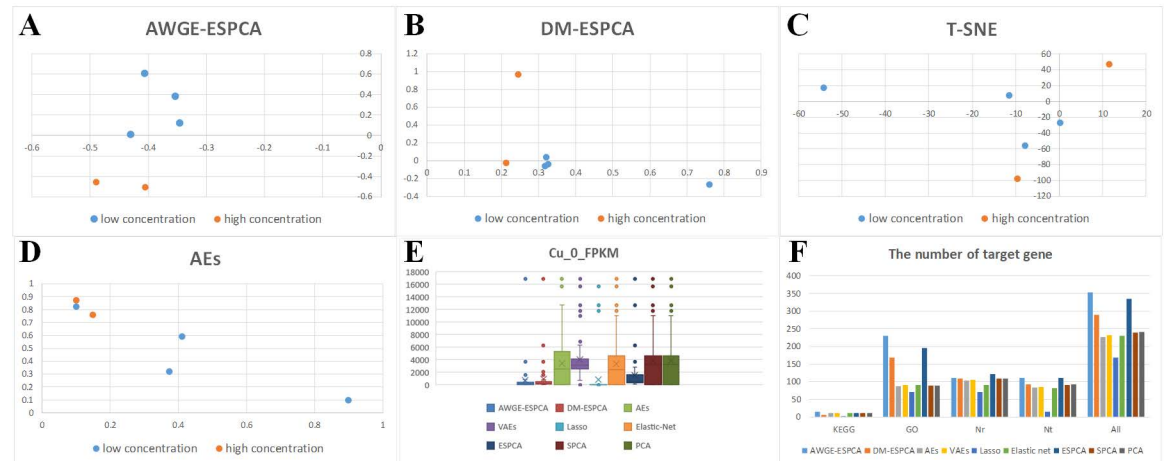 A
AWGE-ESPCA
0.8
0.6
0.4
0.2
0
-0.2
-0.4
-0.6
-0.6 -0.5 -0.4 -0.3 -0.2 -0.1 0
low concentration high concentration
B
DM-ESPCA
1.2
1
0.8
0.6
0.4
0.2
0
-0.2
-0.4
0 0.1 0.2 0.3 0.4 0.5 0.6 0.7 0.8 0.9
low concentration high concentration
C
T-SNE
60
40
20
0
-20
-40
-60
-80
-100
-120
-60 -50 -40 -30 -20 -10 0 10 20
low concentration high concentration
D
AEs
1
0.9
0.8
0.7
0.6
0.5
0.4
0.3
0.2
0.1
0
0 0.2 0.4 0.6 0.8 1
low concentration high concentration
E
Cu_0_FPKM
18000
16000
14000
12000
10000
8000
6000
4000
2000
0
AWGE-ESPCA DM-ESPCA AEs
VAEs Lasso Elastic-Net
ESPCA SPCA PCA
F
The number of target gene
400
350
300
250
200
150
100
50
0
KEGG GO Nr Nt All
AWGE-ESPCA DM-ESPCA AEs VAEs Lasso Elastic net ESPCA SPCA PCA